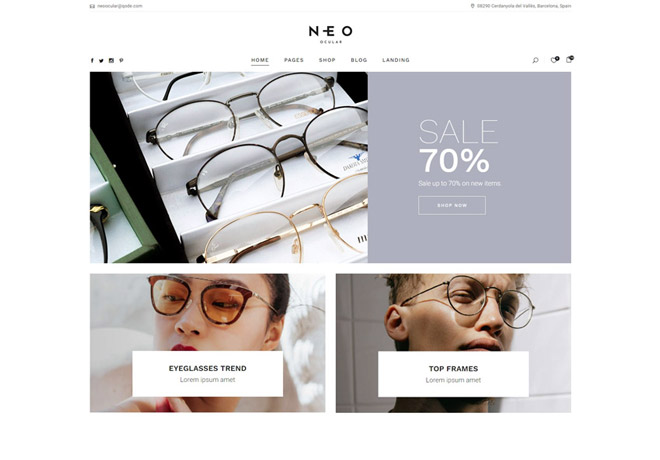 neoocular@qode.com
08290 Cerdanyola del Vallès, Barcelona, Spain
NEO
OCULAR
HOME PAGES SHOP BLOG LANDING
SALE
70%
Sale up to 70% on new items
SHOP NOW
EYEGLASSES TREND
Lorem ipsum amet
TOP FRAMES
Lorem ipsum amet